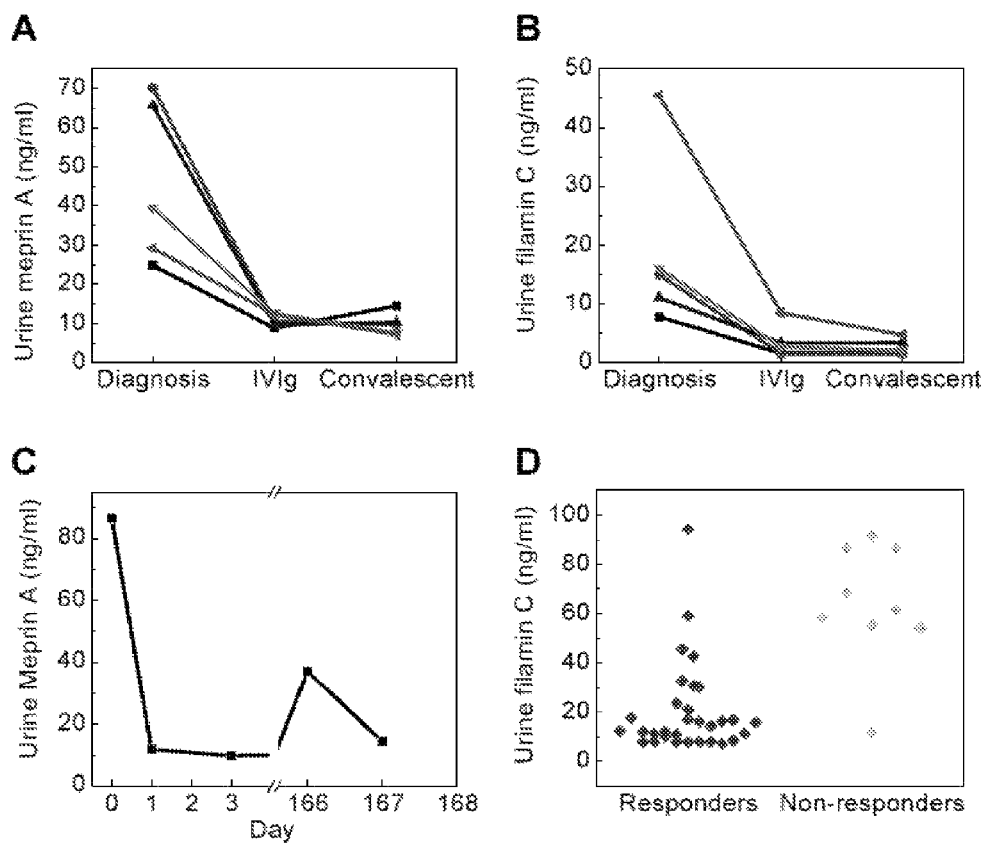 A
Urine meprin A (ng/ml)
70
60
50
40
30
20
10
0
Diagnosis IVIg Convalescent
B
Urine filamin C (ng/ml)
50
40
30
20
10
0
Diagnosis IVIg Convalescent
C
Urine Meprin A (ng/ml)
80
60
40
20
0
0 1 3 166 167 168
Day
D
Urine filamin C (ng/ml)
100
80
60
40
20
0
Responders Non-responders